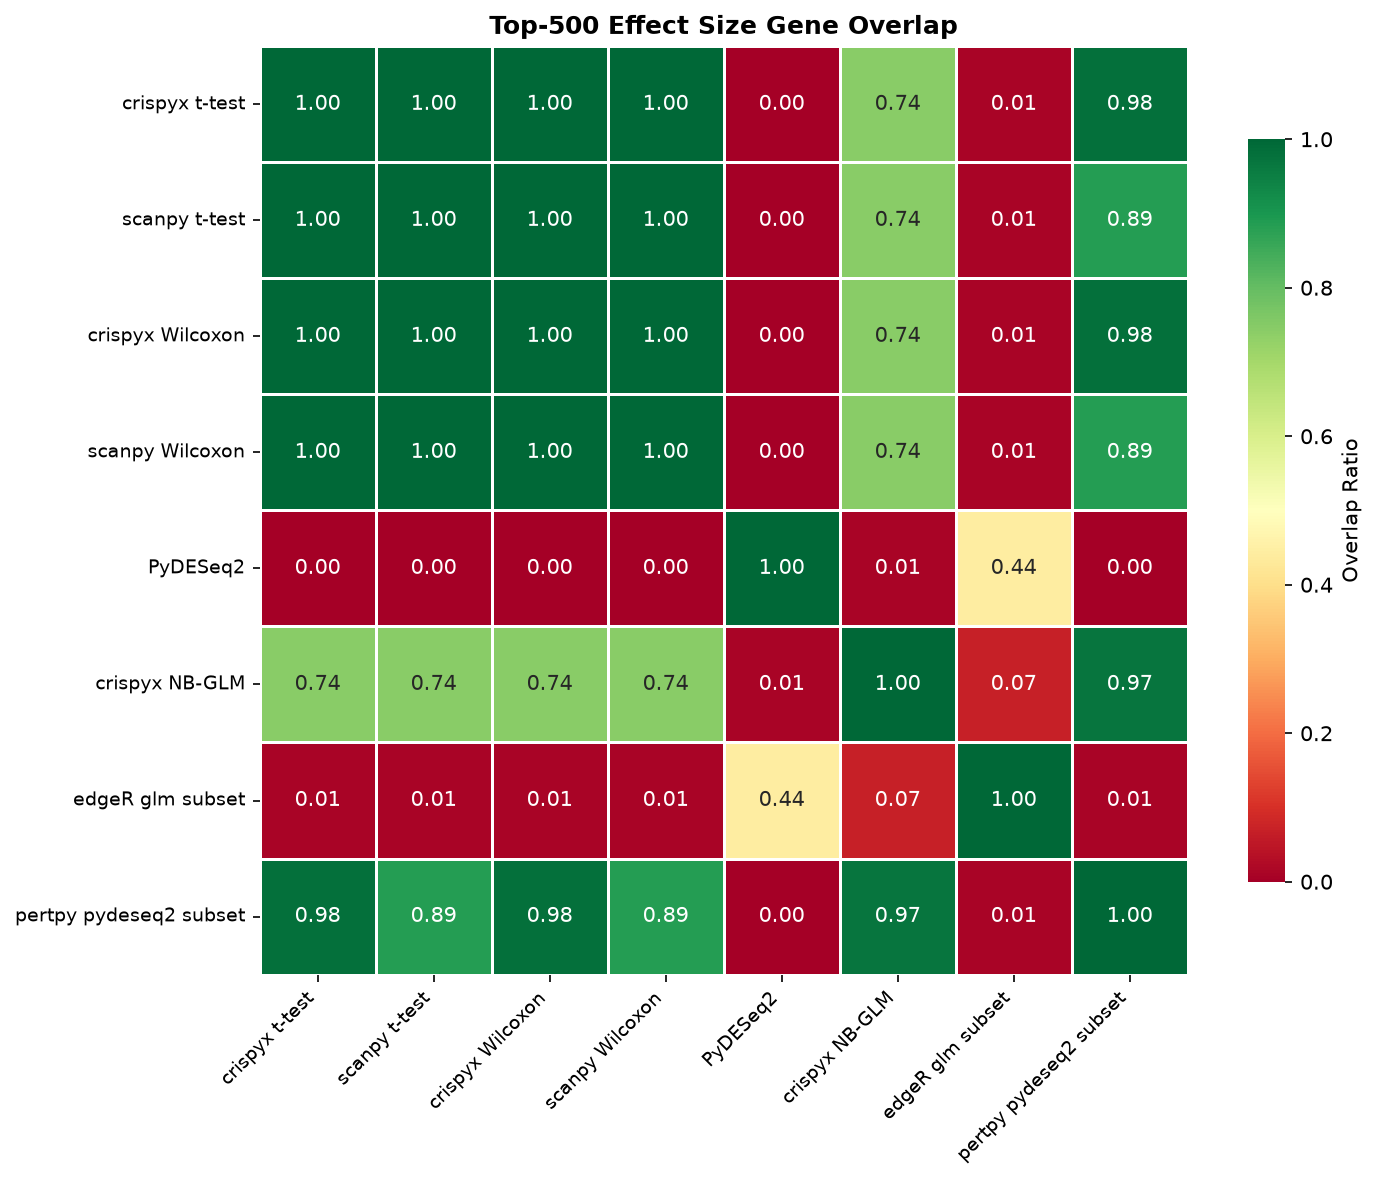 Top-500 Effect Size Gene Overlap
crispyx t-test 1.00 1.00 1.00 1.00 0.00 0.74 0.01 0.98
scanpy t-test 1.00 1.00 1.00 1.00 0.00 0.74 0.01 0.89
crispyx Wilcoxon 1.00 1.00 1.00 1.00 0.00 0.74 0.01 0.98
scanpy Wilcoxon 1.00 1.00 1.00 1.00 0.00 0.74 0.01 0.89
PyDESeq2 0.00 0.00 0.00 0.00 1.00 0.01 0.44 0.00
crispyx NB-GLM 0.74 0.74 0.74 0.74 0.01 1.00 0.07 0.97
edgeR glm subset 0.01 0.01 0.01 0.01 0.44 0.07 1.00 0.01
pertpy pydeseq2 subset 0.98 0.89 0.98 0.89 0.00 0.97 0.01 1.00
crispyx t-test
scanpy t-test
crispyx Wilcoxon
scanpy Wilcoxon
PyDESeq2
crispyx NB-GLM
edgeR glm subset
pertpy pydeseq2 subset
1.0
0.8
0.6
0.4
0.2
0.0
Overlap Ratio